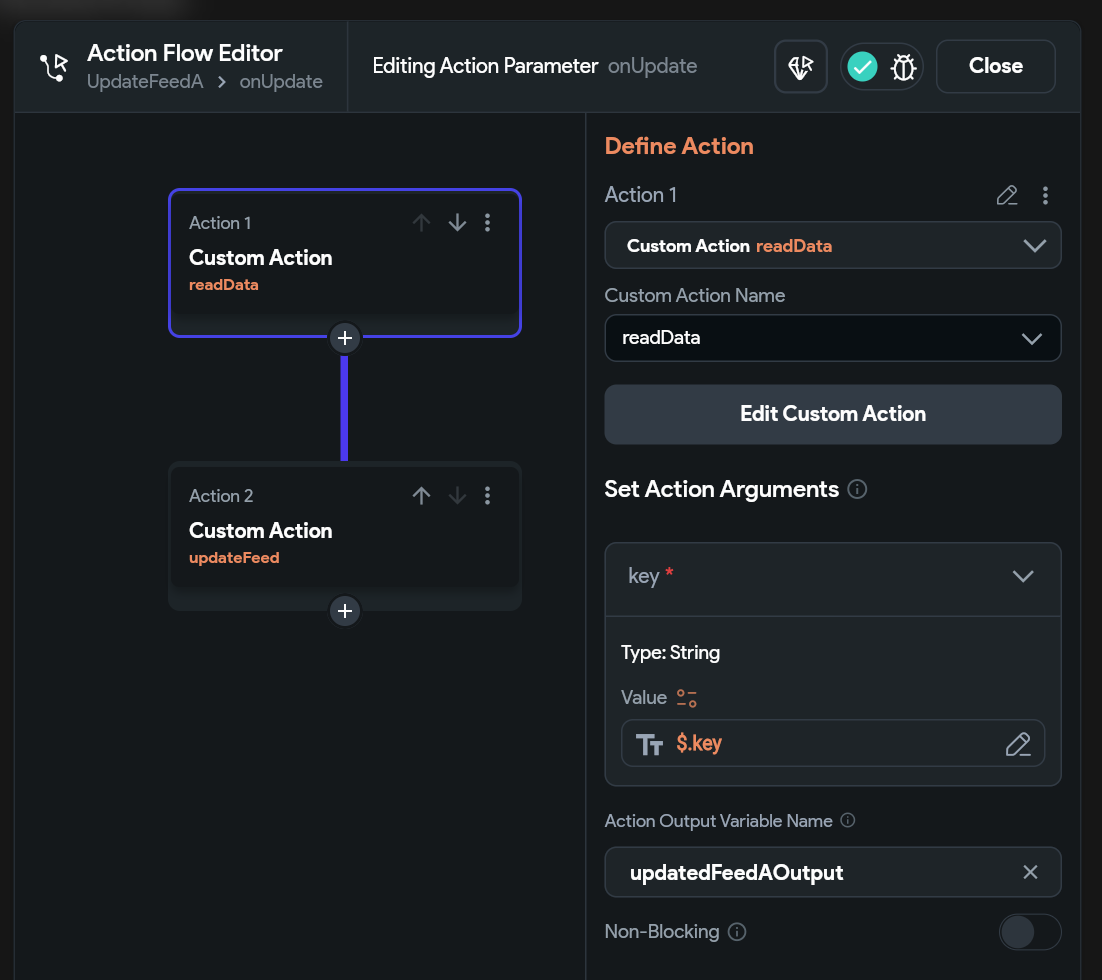 Action Flow Editor
UpdateFeedA > onUpdate
Editing Action Parameter onUpdate
Close
Action 1
Custom Action
readData
Action 2
Custom Action
updateFeed
Define Action
Action 1
Custom Action readData
Custom Action Name
readData
Edit Custom Action
Set Action Arguments
key *
Type: String
Value
Tt $.key
Action Output Variable Name
updatedFeedAOutput
Non-Blocking